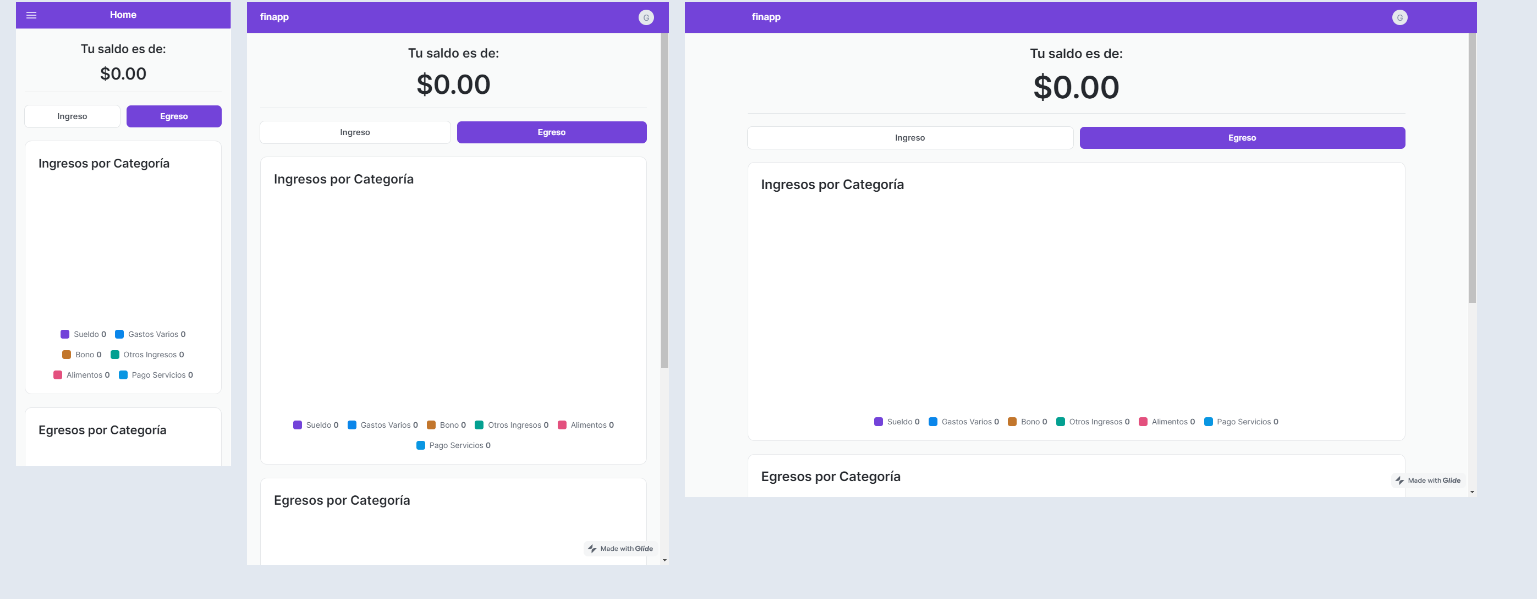 Home
Tu saldo es de:
$0.00
Ingreso Egreso
Ingresos por Categoría
Sueldo 0 Gastos Varios 0
Bono 0 Otros Ingresos 0
Alimentos 0 Pago Servicios 0
Egresos por Categoría
finapp G
Tu saldo es de:
$0.00
Ingreso Egreso
Ingresos por Categoría
Sueldo 0 Gastos Varios 0 Bono 0 Otros Ingresos 0 Alimentos 0
Pago Servicios 0
Egresos por Categoría
Made with Glide
finapp G
Tu saldo es de:
$0.00
Ingreso Egreso
Ingresos por Categoría
Sueldo 0 Gastos Varios 0 Bono 0 Otros Ingresos 0 Alimentos 0 Pago Servicios 0
Egresos por Categoría
Made with Glide